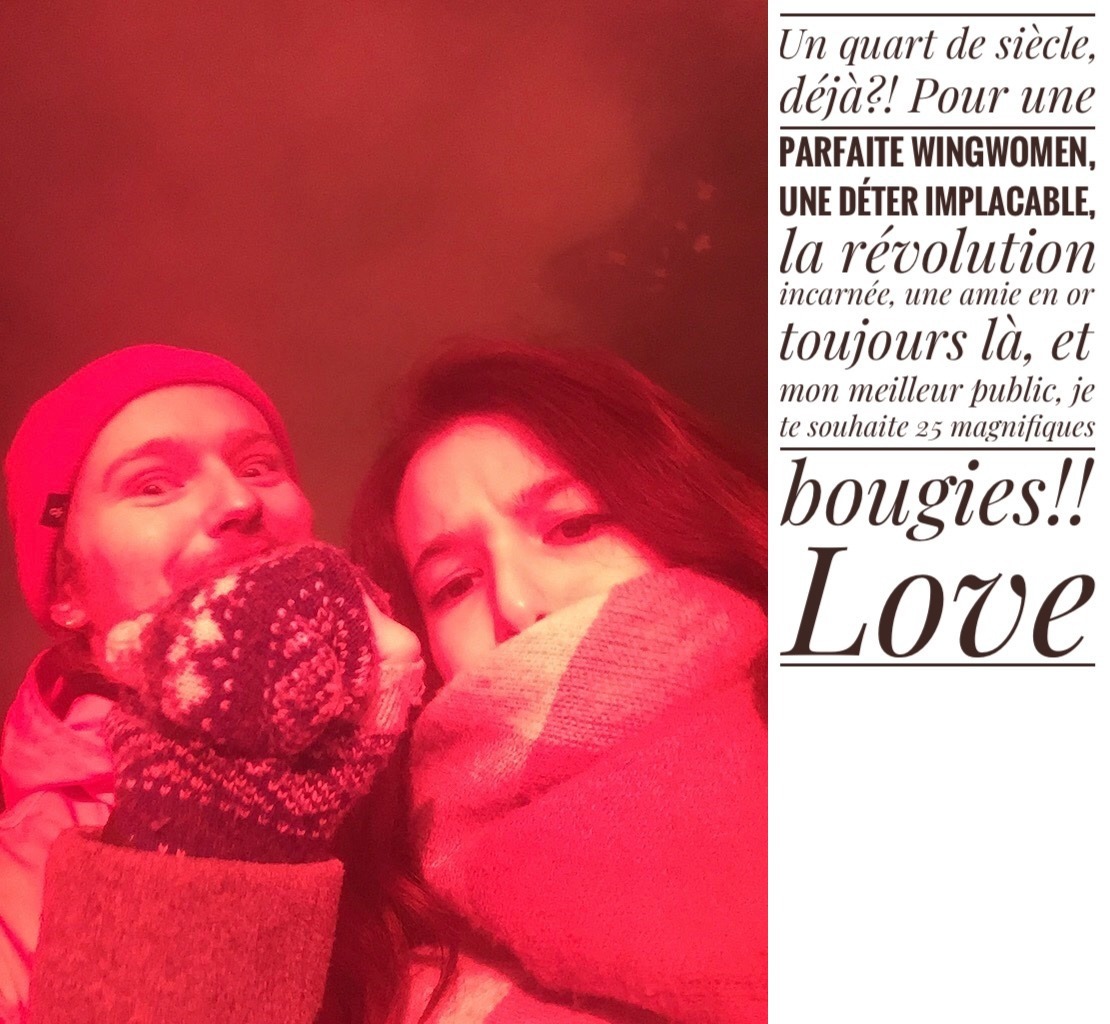 Un quart de siècle,
déjà?! Pour une
PARFAITE WINGWOMEN,
UNE DÉTER IMPLACABLE,
la révolution
incarnée, une amie en or
toujours là, et
mon meilleur public, je
te souhaite 25 magnifiques
bougies!!
Love